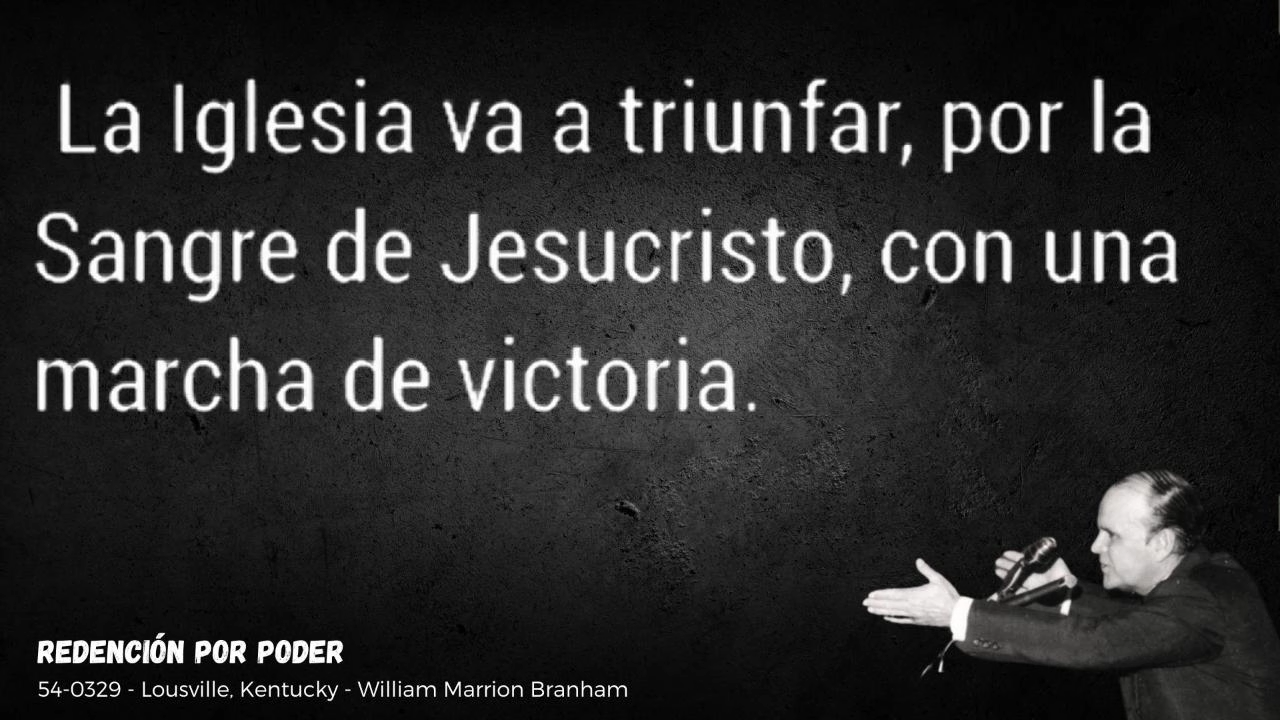 La Iglesia va a triunfar, por la
Sangre de Jesucristo, con una
marcha de victoria.
REDENCIÓN POR PODER
54-0329 - Lousville, Kentucky - William Marrion Branham